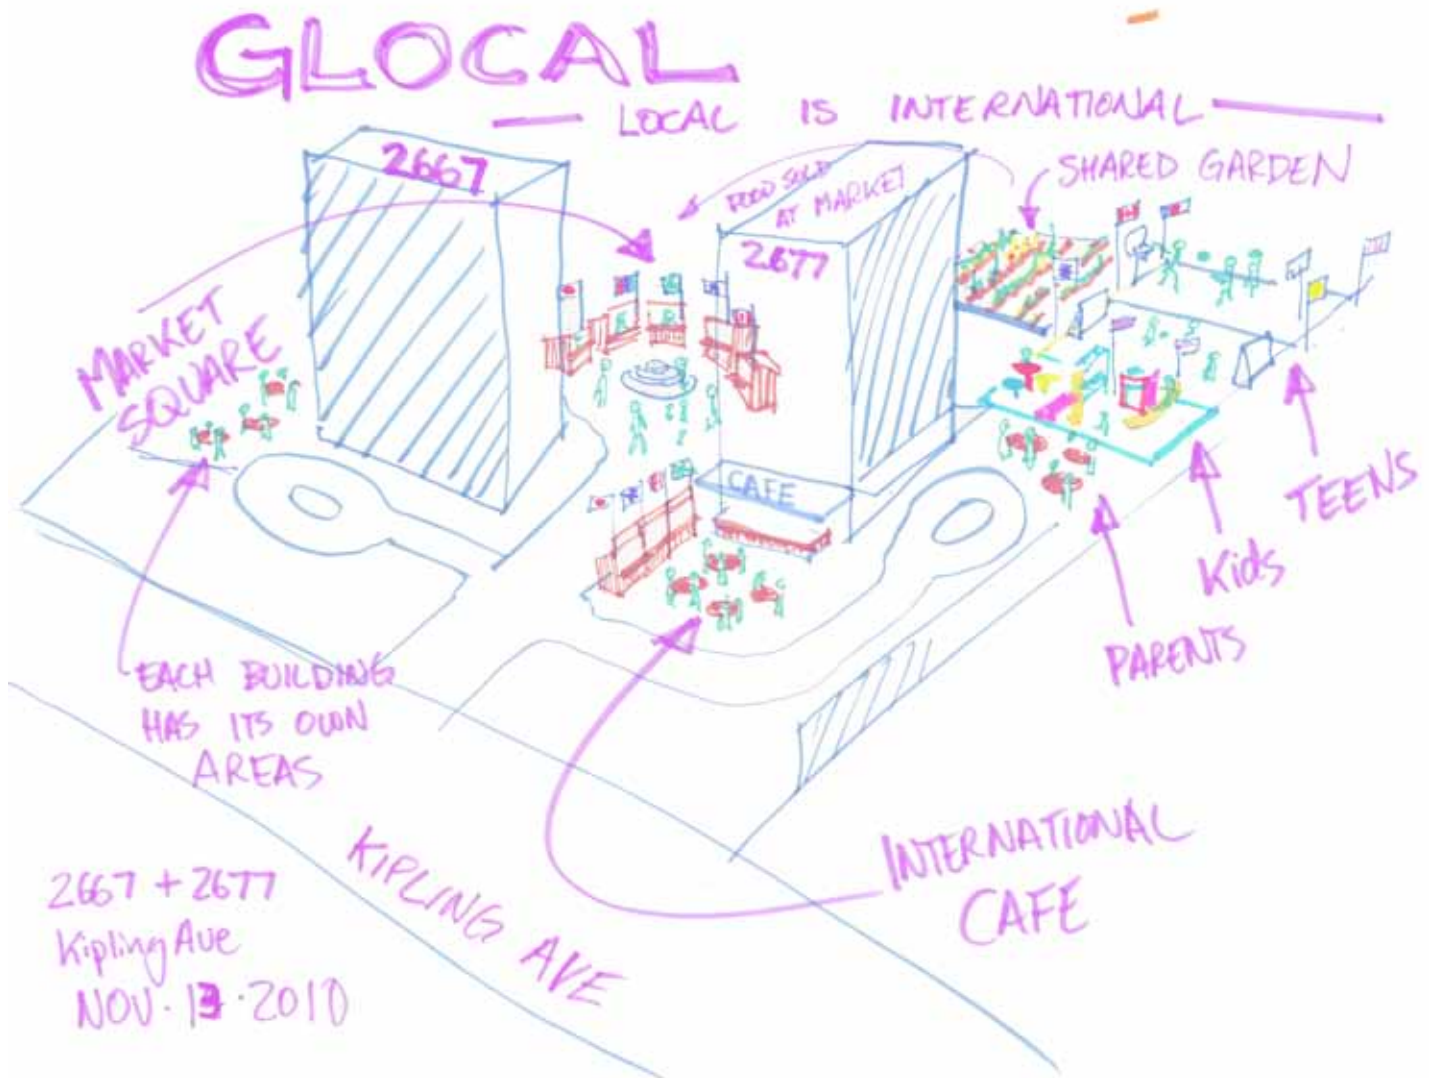 GLOCAL
LOCAL IS INTERNATIONAL
2667
FOOD SOLD
AT MARKET
2677
SHARED GARDEN
MARKET
SQUARE
CAFE
TEENS
Kids
PARENTS
EACH BUILDING
HAS ITS OWN
AREAS
INTERNATIONAL
CAFE
KIPLING AVE
2667 + 2677
Kipling Ave
NOV. 13. 2010